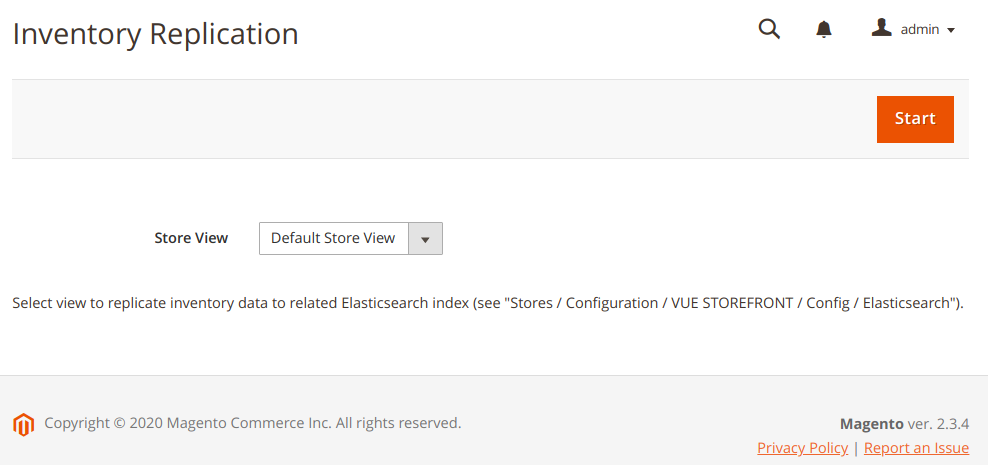 Inventory Replication
admin
Start
Store View
Default Store View
Select view to replicate inventory data to related Elasticsearch index (see "Stores / Configuration / VUE STOREFRONT / Config / Elasticsearch").
Copyright © 2020 Magento Commerce Inc. All rights reserved.
Magento ver. 2.3.4
Privacy Policy | Report an Issue